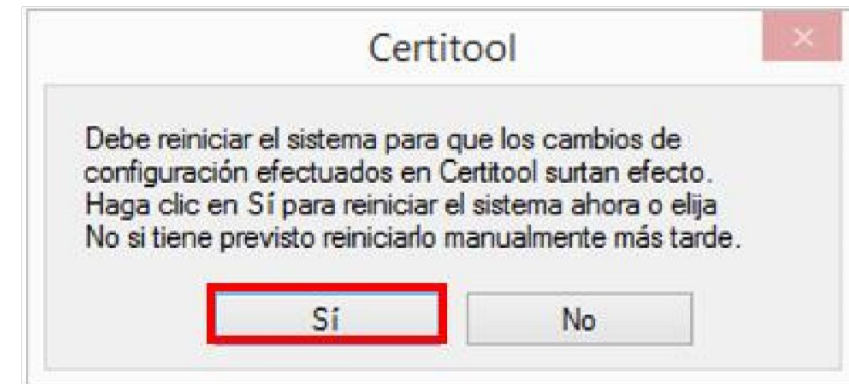 Certitool
Debe reiniciar el sistema para que los cambios de
configuración efectuados en Certitool surtan efecto.
Haga clic en Sí para reiniciar el sistema ahora o elija
No si tiene previsto reiniciarlo manualmente más tarde.
Sí
No